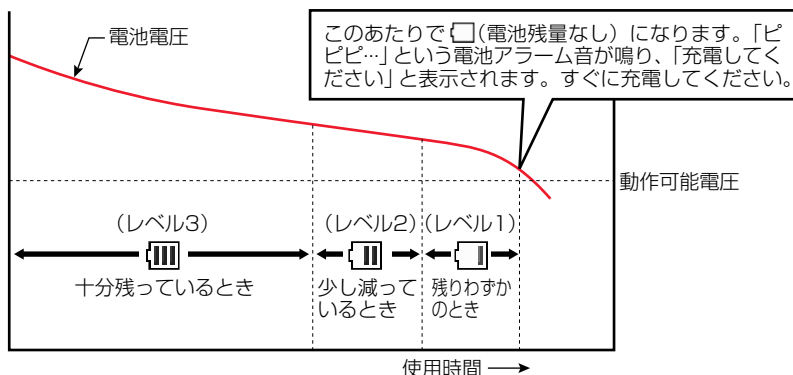 電池電圧
このあたりで(電池残量なし)になります。「ピ
ピピ…」という電池アラーム音が鳴り、「充電してく
ださい」と表示されます。すぐに充電してください。
動作可能電圧
(レベル3)
十分残っているとき
(レベル2)
少し減って
いるとき
(レベル1)
残りわずか
のとき
使用時間